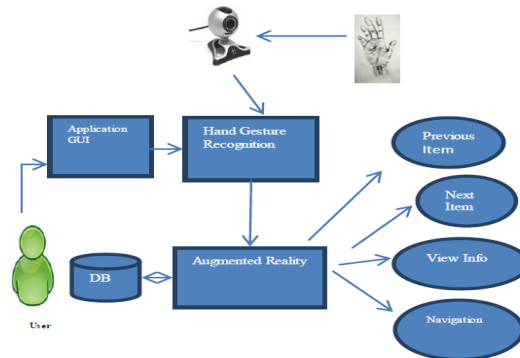 Application
GUI
Hand Gesture
Recognition
Previous
Item
Next
Item
DB
Augmented Reality
View Info
User
Navigation